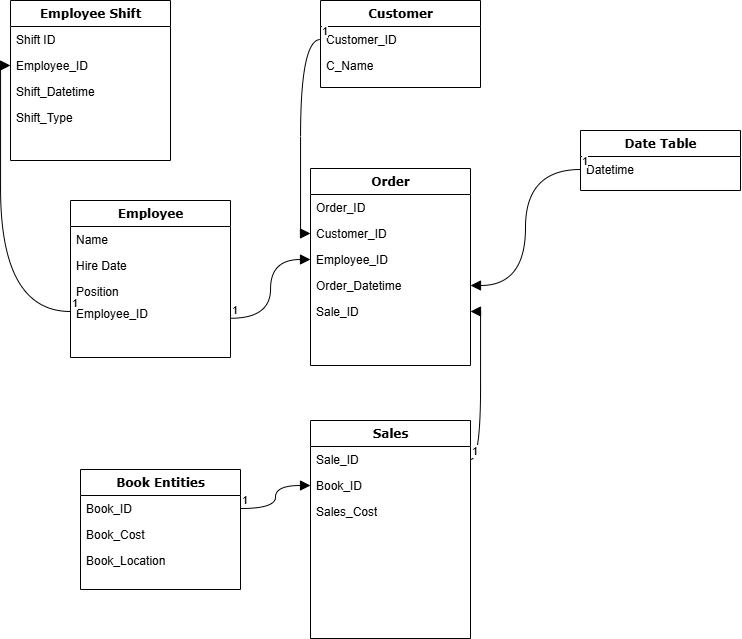 Employee Shift
Shift ID
Employee_ID
Shift_Datetime
Shift_Type
Customer
1
Customer_ID
C_Name
Date Table
1
Datetime
Order
Order_ID
Customer_ID
Employee_ID
Order_Datetime
Sale_ID
Employee
Name
Hire Date
Position
1
Employee_ID
1
Sales
1
Sale_ID
Book_ID
Sales_Cost
Book Entities
1
Book_ID
Book_Cost
Book_Location